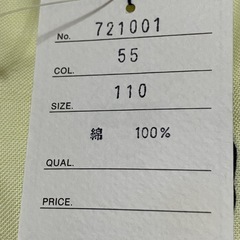 No. 721001
COL. 55
SIZE. 110
綿 100%
QUAL.
PRICE.